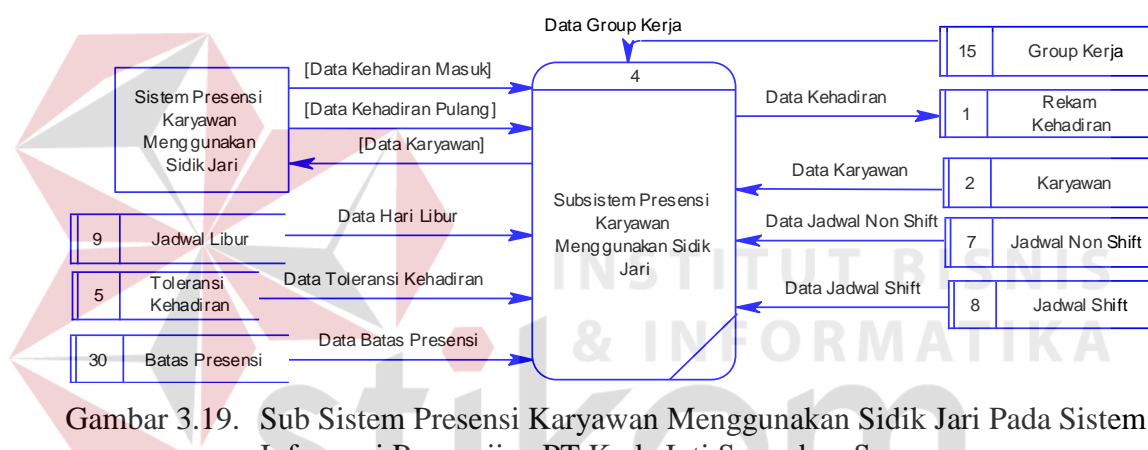 Data Group Kerja
15 Group Kerja
4
[Data Kehadiran Masuk]
Sistem Presensi
Karyawan
Menggunakan
Sidik Jari
[Data Kehadiran Pulang]
[Data Karyawan]
Data Kehadiran
1 Rekam
Kehadiran
Data Karyawan
2 Karyawan
Subsistem Presensi
Karyawan
Menggunakan Sidik
Jari
Data Hari Libur
9 Jadwal Libur
Data Jadwal Non Shift
7 Jadwal Non Shift
Data Toleransi Kehadiran
5 Toleransi
Kehadiran
Data Jadwal Shift
8 Jadwal Shift
Data Batas Presensi
30 Batas Presensi
INSTITUT BISNIS
& INFORMATIKA
stikom
Gambar 3.19. Sub Sistem Presensi Karyawan Menggunakan Sidik Jari Pada Sistem